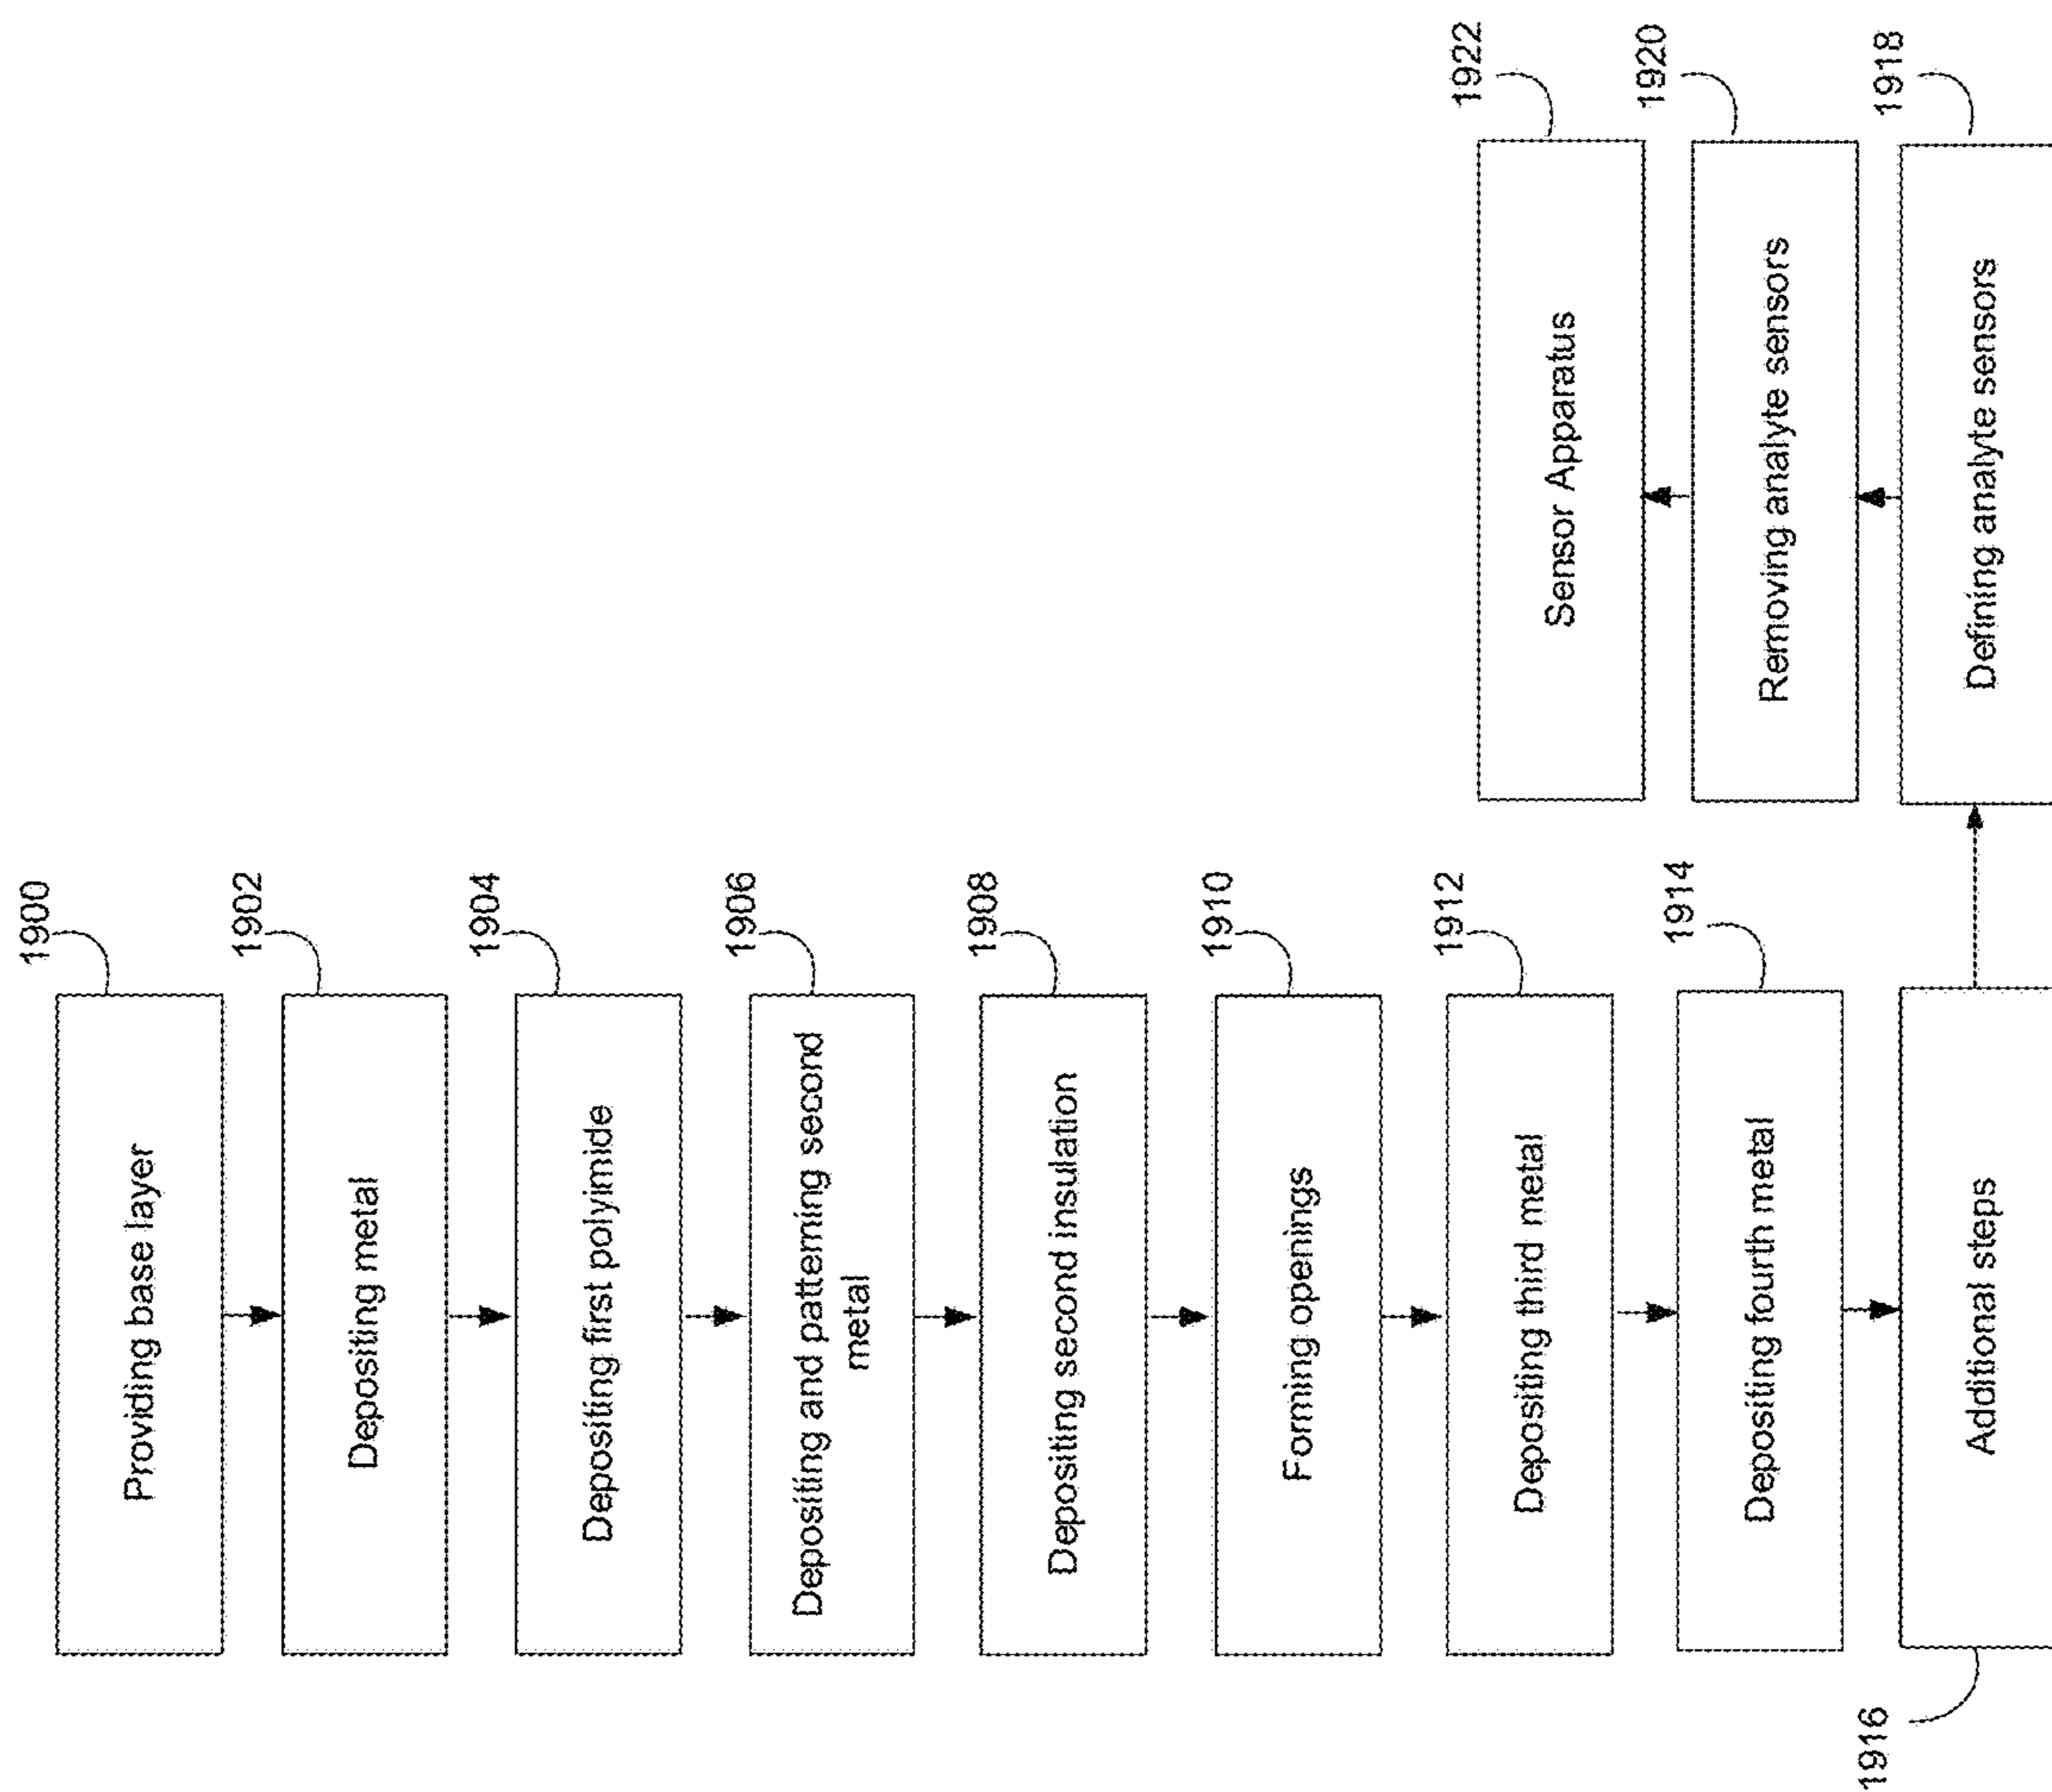 1900
Providing base layer
1902
Depositing metal
1904
Depositing first polyimide
1906
Depositing and patterning second
metal
1908
Depositing second insulation
1910
Forming openings
1912
Depositing third metal
1914
Depositing fourth metal
1916
Additional steps
1918
Defining analyte sensors
1920
Removing analyte sensors
1922
Sensor Apparatus